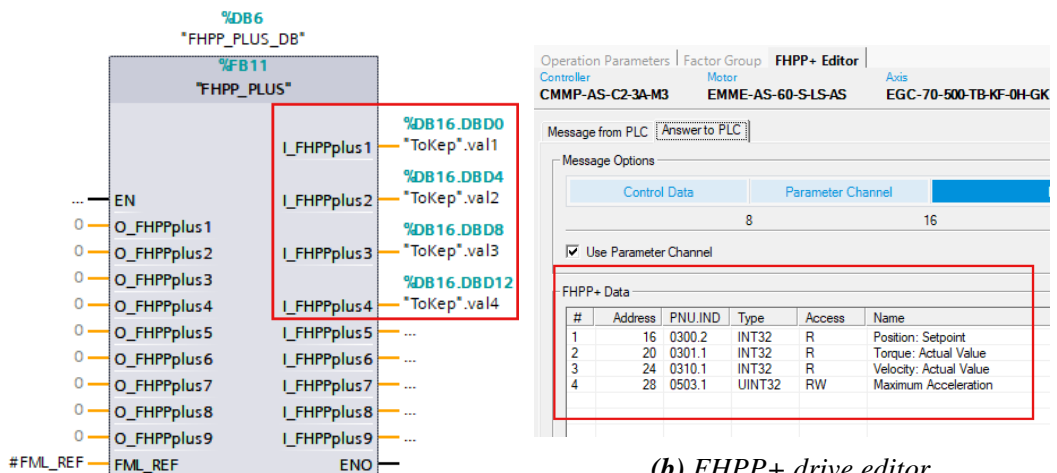 %DB6
"FHPP_PLUS_DB"
%FB11
"FHPP_PLUS"
%DB16.DBD0
I_FHPPplus1 "ToKep".val1
%DB16.DBD4
... EN I_FHPPplus2 "ToKep".val2
0 O_FHPPplus1
%DB16.DBD8
0 O_FHPPplus2 I_FHPPplus3 "ToKep".val3
0 O_FHPPplus3
%DB16.DBD12
0 O_FHPPplus4 I_FHPPplus4 "ToKep".val4
0 O_FHPPplus5 I_FHPPplus5 ...
0 O_FHPPplus6 I_FHPPplus6 ...
0 O_FHPPplus7 I_FHPPplus7 ...
0 O_FHPPplus8 I_FHPPplus8 ...
0 O_FHPPplus9 I_FHPPplus9 ...
#FML_REF FML_REF ENO
Operation Parameters Factor Group FHPP+ Editor
Controller Motor Axis
CMMP-AS-C2-3A-M3 EMME-AS-60-S-LS-AS EGC-70-500-TB-KF-0H-GK
Message from PLC Answer to PLC
Message Options
Control Data Parameter Channel
8 16
Use Parameter Channel
FHPP+ Data
# Address PNU.IND Type Access Name
1 16 0300.2 INT32 R Position: Setpoint
2 20 0301.1 INT32 R Torque: Actual Value
3 24 0310.1 INT32 R Velocity: Actual Value
4 28 0503.1 UINT32 RW Maximum Acceleration
(b) FHPP+ drive editor